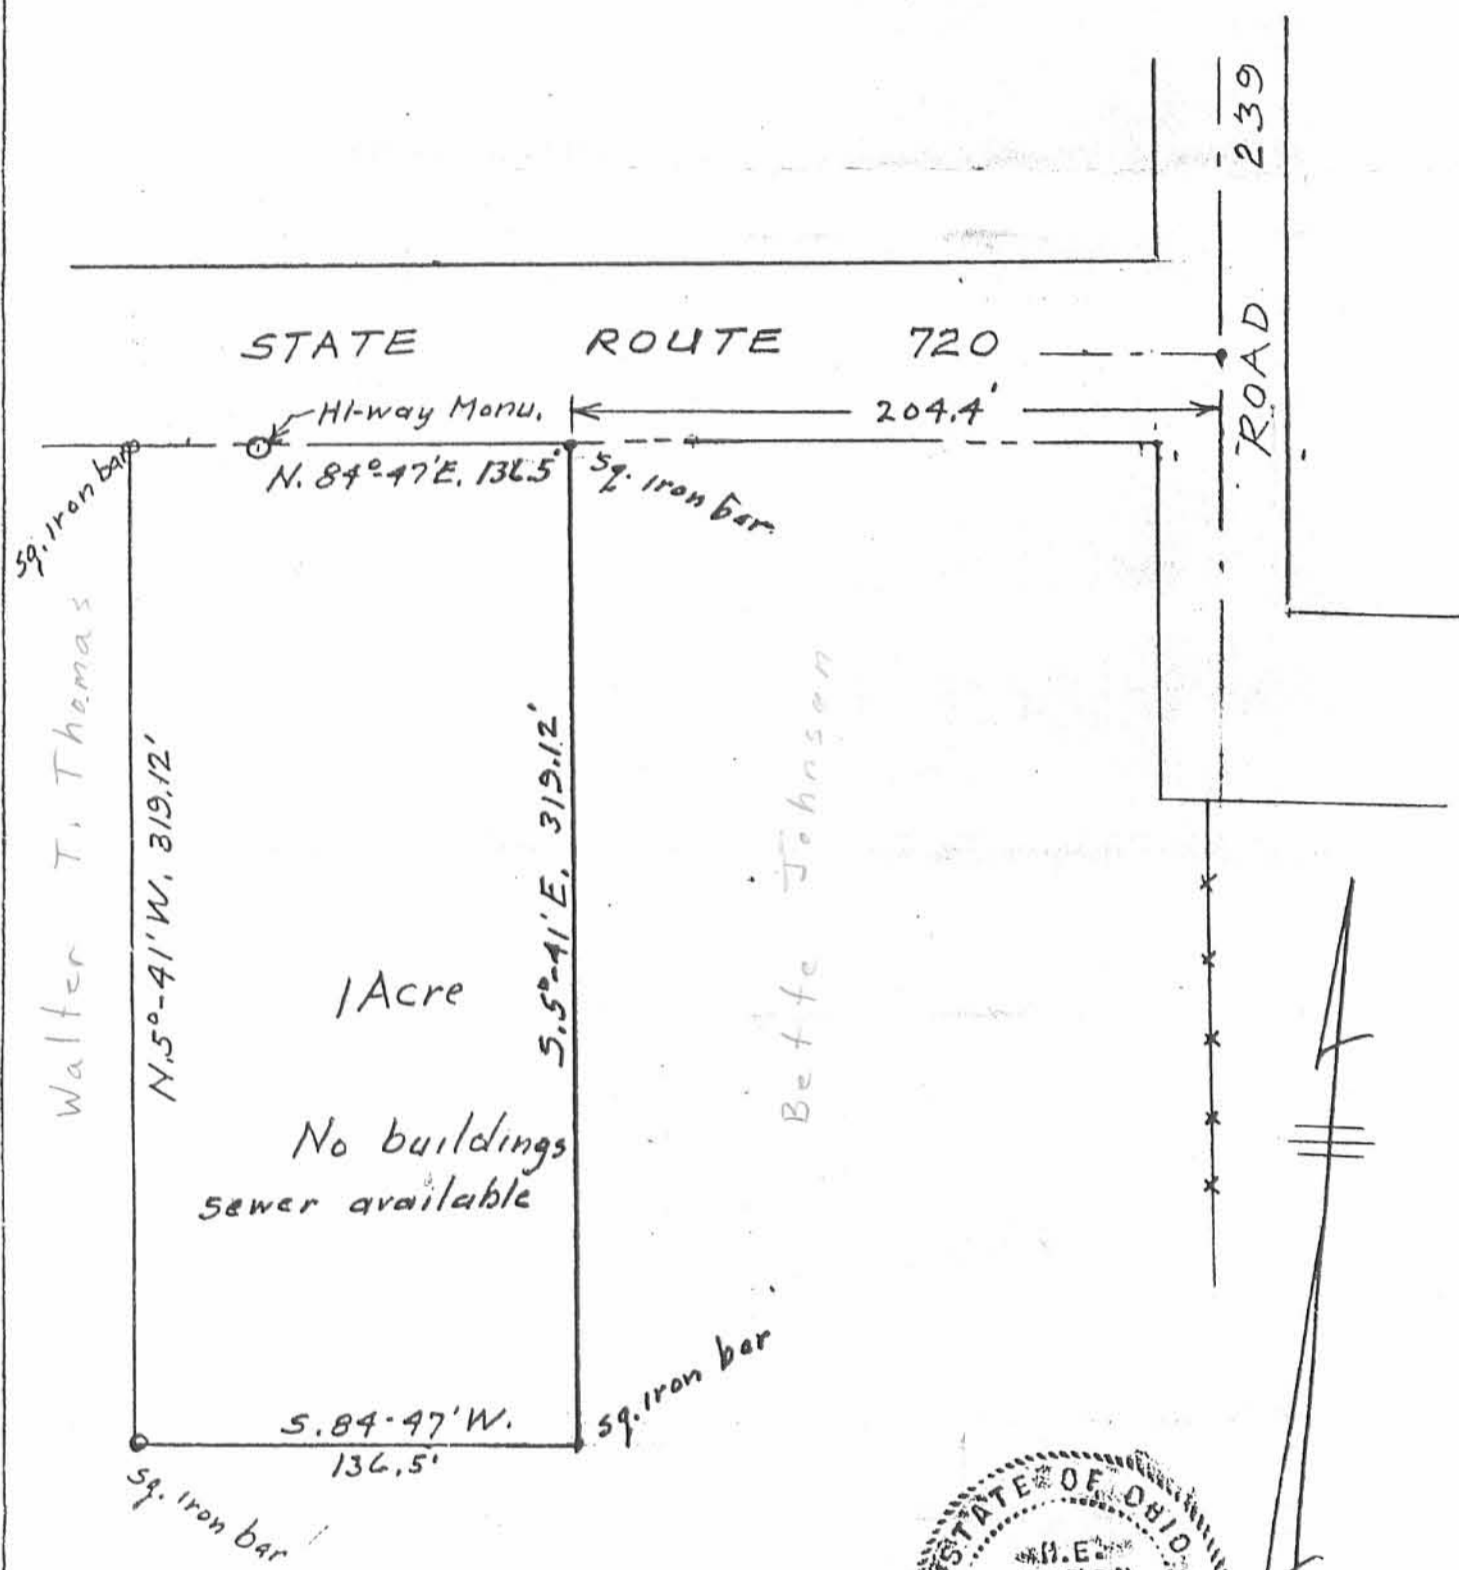 ROAD 239
STATE ROUTE 720
Hi-way Monu.
204.4'
N. 84°-47'E. 136.5'
sq. iron bar
sq. iron bar
Walter T. Thomas
N. 5°-41' W. 319.12'
S. 5°-41' E. 319.12'
Bette Johnson
1 Acre
No buildings
sewer available
S. 84-47' W.
136.5'
sq. iron bar
sq. iron bar
STATE OF OHIO